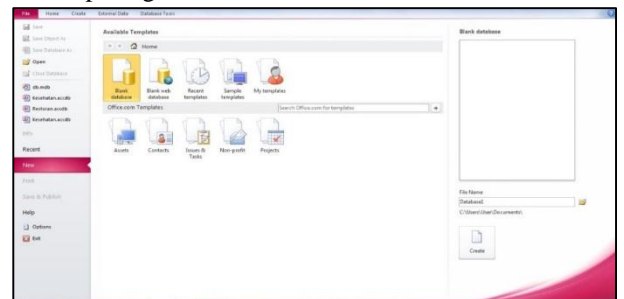 File Home Create External Data Database Tools
Save
Save Object As
Save Database As
Open
Close Database
db.mdb
Kesehatan.accdb
Restoran.accdb
Kesehatan.accdb
Info
Recent
New
Print
Save & Publish
Help
Options
Exit
Available Templates
Home
Blank database
Blank web database
Recent templates
Sample templates
My templates
Office.com Templates
Search Office.com for templates
Assets
Contacts
Issues & Tasks
Non-profit
Projects
Blank database
File Name
Database1
C:\Users\User\Documents\
Create